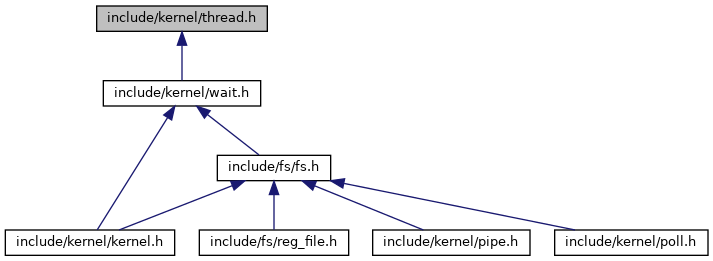 include/kernel/thread.h
include/kernel/wait.h
include/fs/fs.h
include/kernel/kernel.h
include/fs/reg_file.h
include/kernel/pipe.h
include/kernel/poll.h